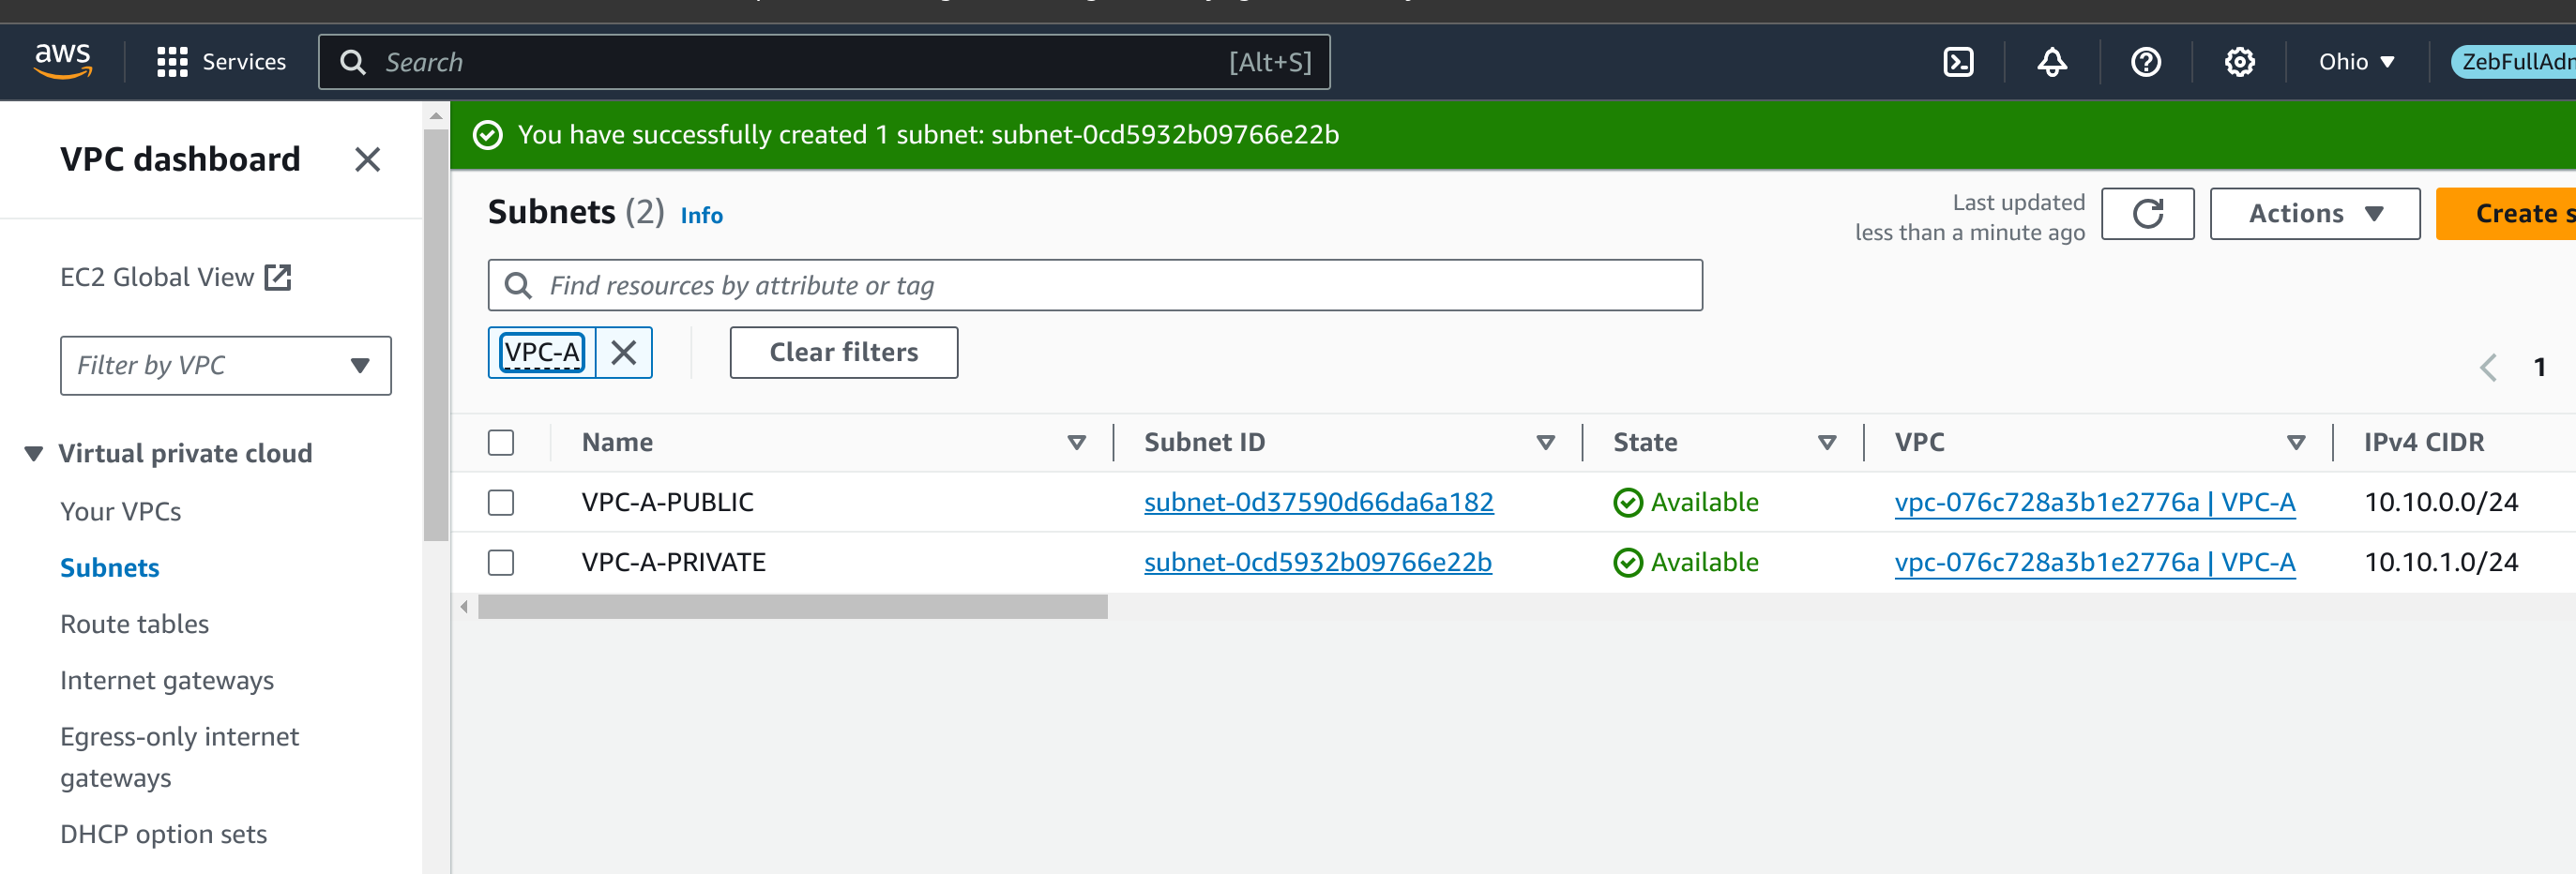 aws
Services
Search
[Alt+S]
Ohio
ZebFullAdm
VPC dashboard
EC2 Global View
Filter by VPC
Virtual private cloud
Your VPCs
Subnets
Route tables
Internet gateways
Egress-only internet
gateways
DHCP option sets
You have successfully created 1 subnet: subnet-0cd5932b09766e22b
Subnets (2) Info
Last updated
less than a minute ago
Actions
Create s
Find resources by attribute or tag
VPC-A
Clear filters
1
Name Subnet ID State VPC IPv4 CIDR
VPC-A-PUBLIC subnet-0d37590d66da6a182 Available vpc-076c728a3b1e2776a | VPC-A 10.10.0.0/24
VPC-A-PRIVATE subnet-0cd5932b09766e22b Available vpc-076c728a3b1e2776a | VPC-A 10.10.1.0/24